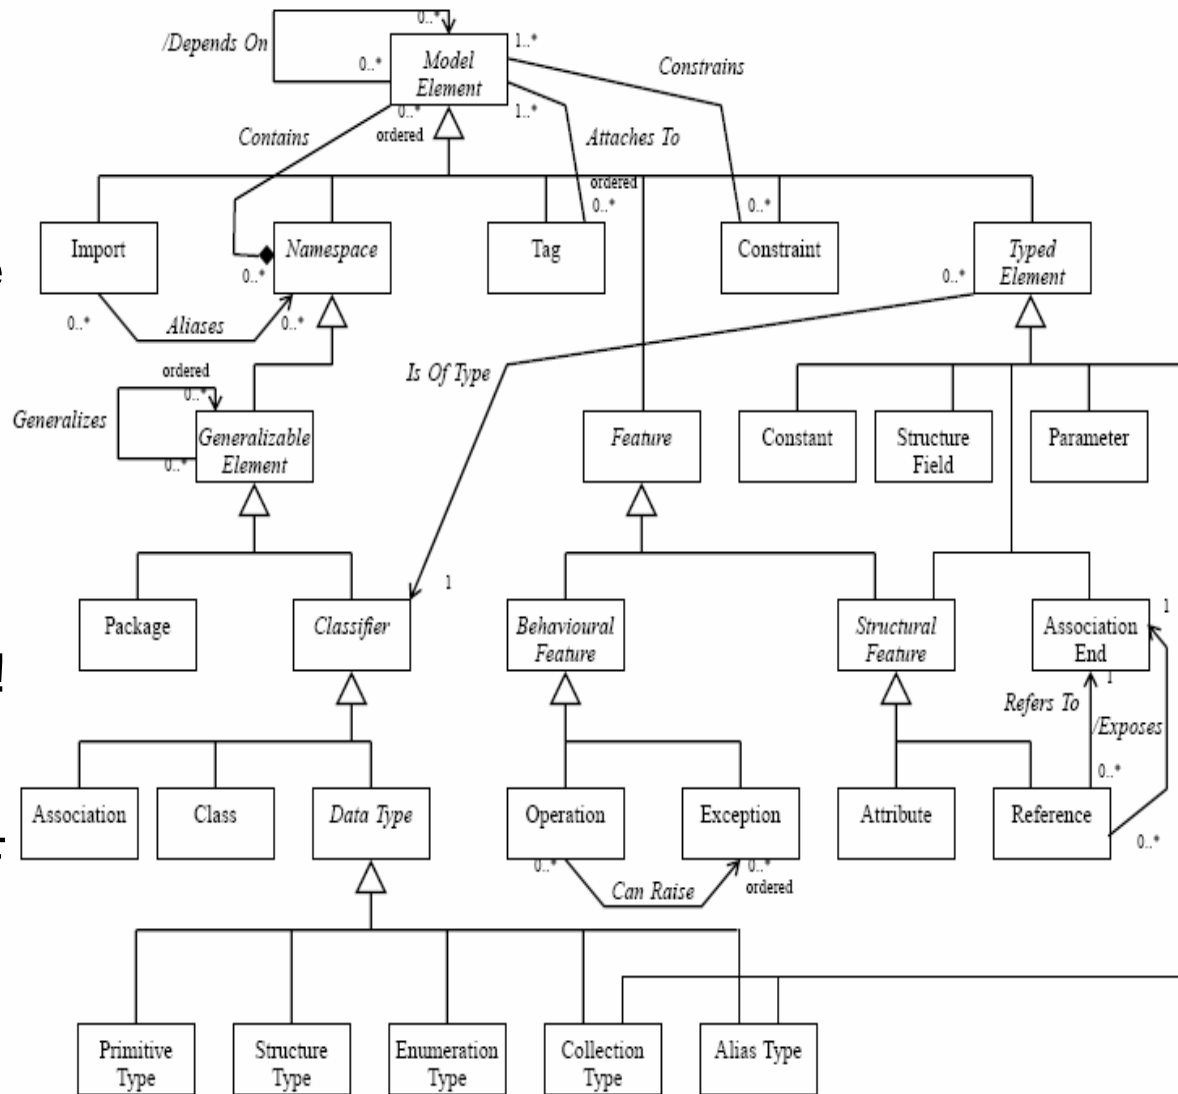 0..*
/Depends On
1..*
Model
Element
0..*
Constrains
0..*
1..*
ordered
Contains
Attaches To
ordered
0..*
0..*
Import
Namespace
Tag
Constraint
Typed
Element
e
0..*
0..*
0..*
Aliases
0..*
ordered
0..*
Is Of Type
Generalizes
Generalizable
Element
0..*
Feature
Constant
Structure
Field
Parameter
1
1
Package
Classifier
Behavioural
Feature
Structural
Feature
Association
End
!
1
Refers To
/Exposes
0..*
Association
Class
Data Type
Operation
Exception
Attribute
Reference
0..*
0..*
0..*
ordered
Can Raise
Primitive
Type
Structure
Type
Enumeration
Type
Collection
Type
Alias Type